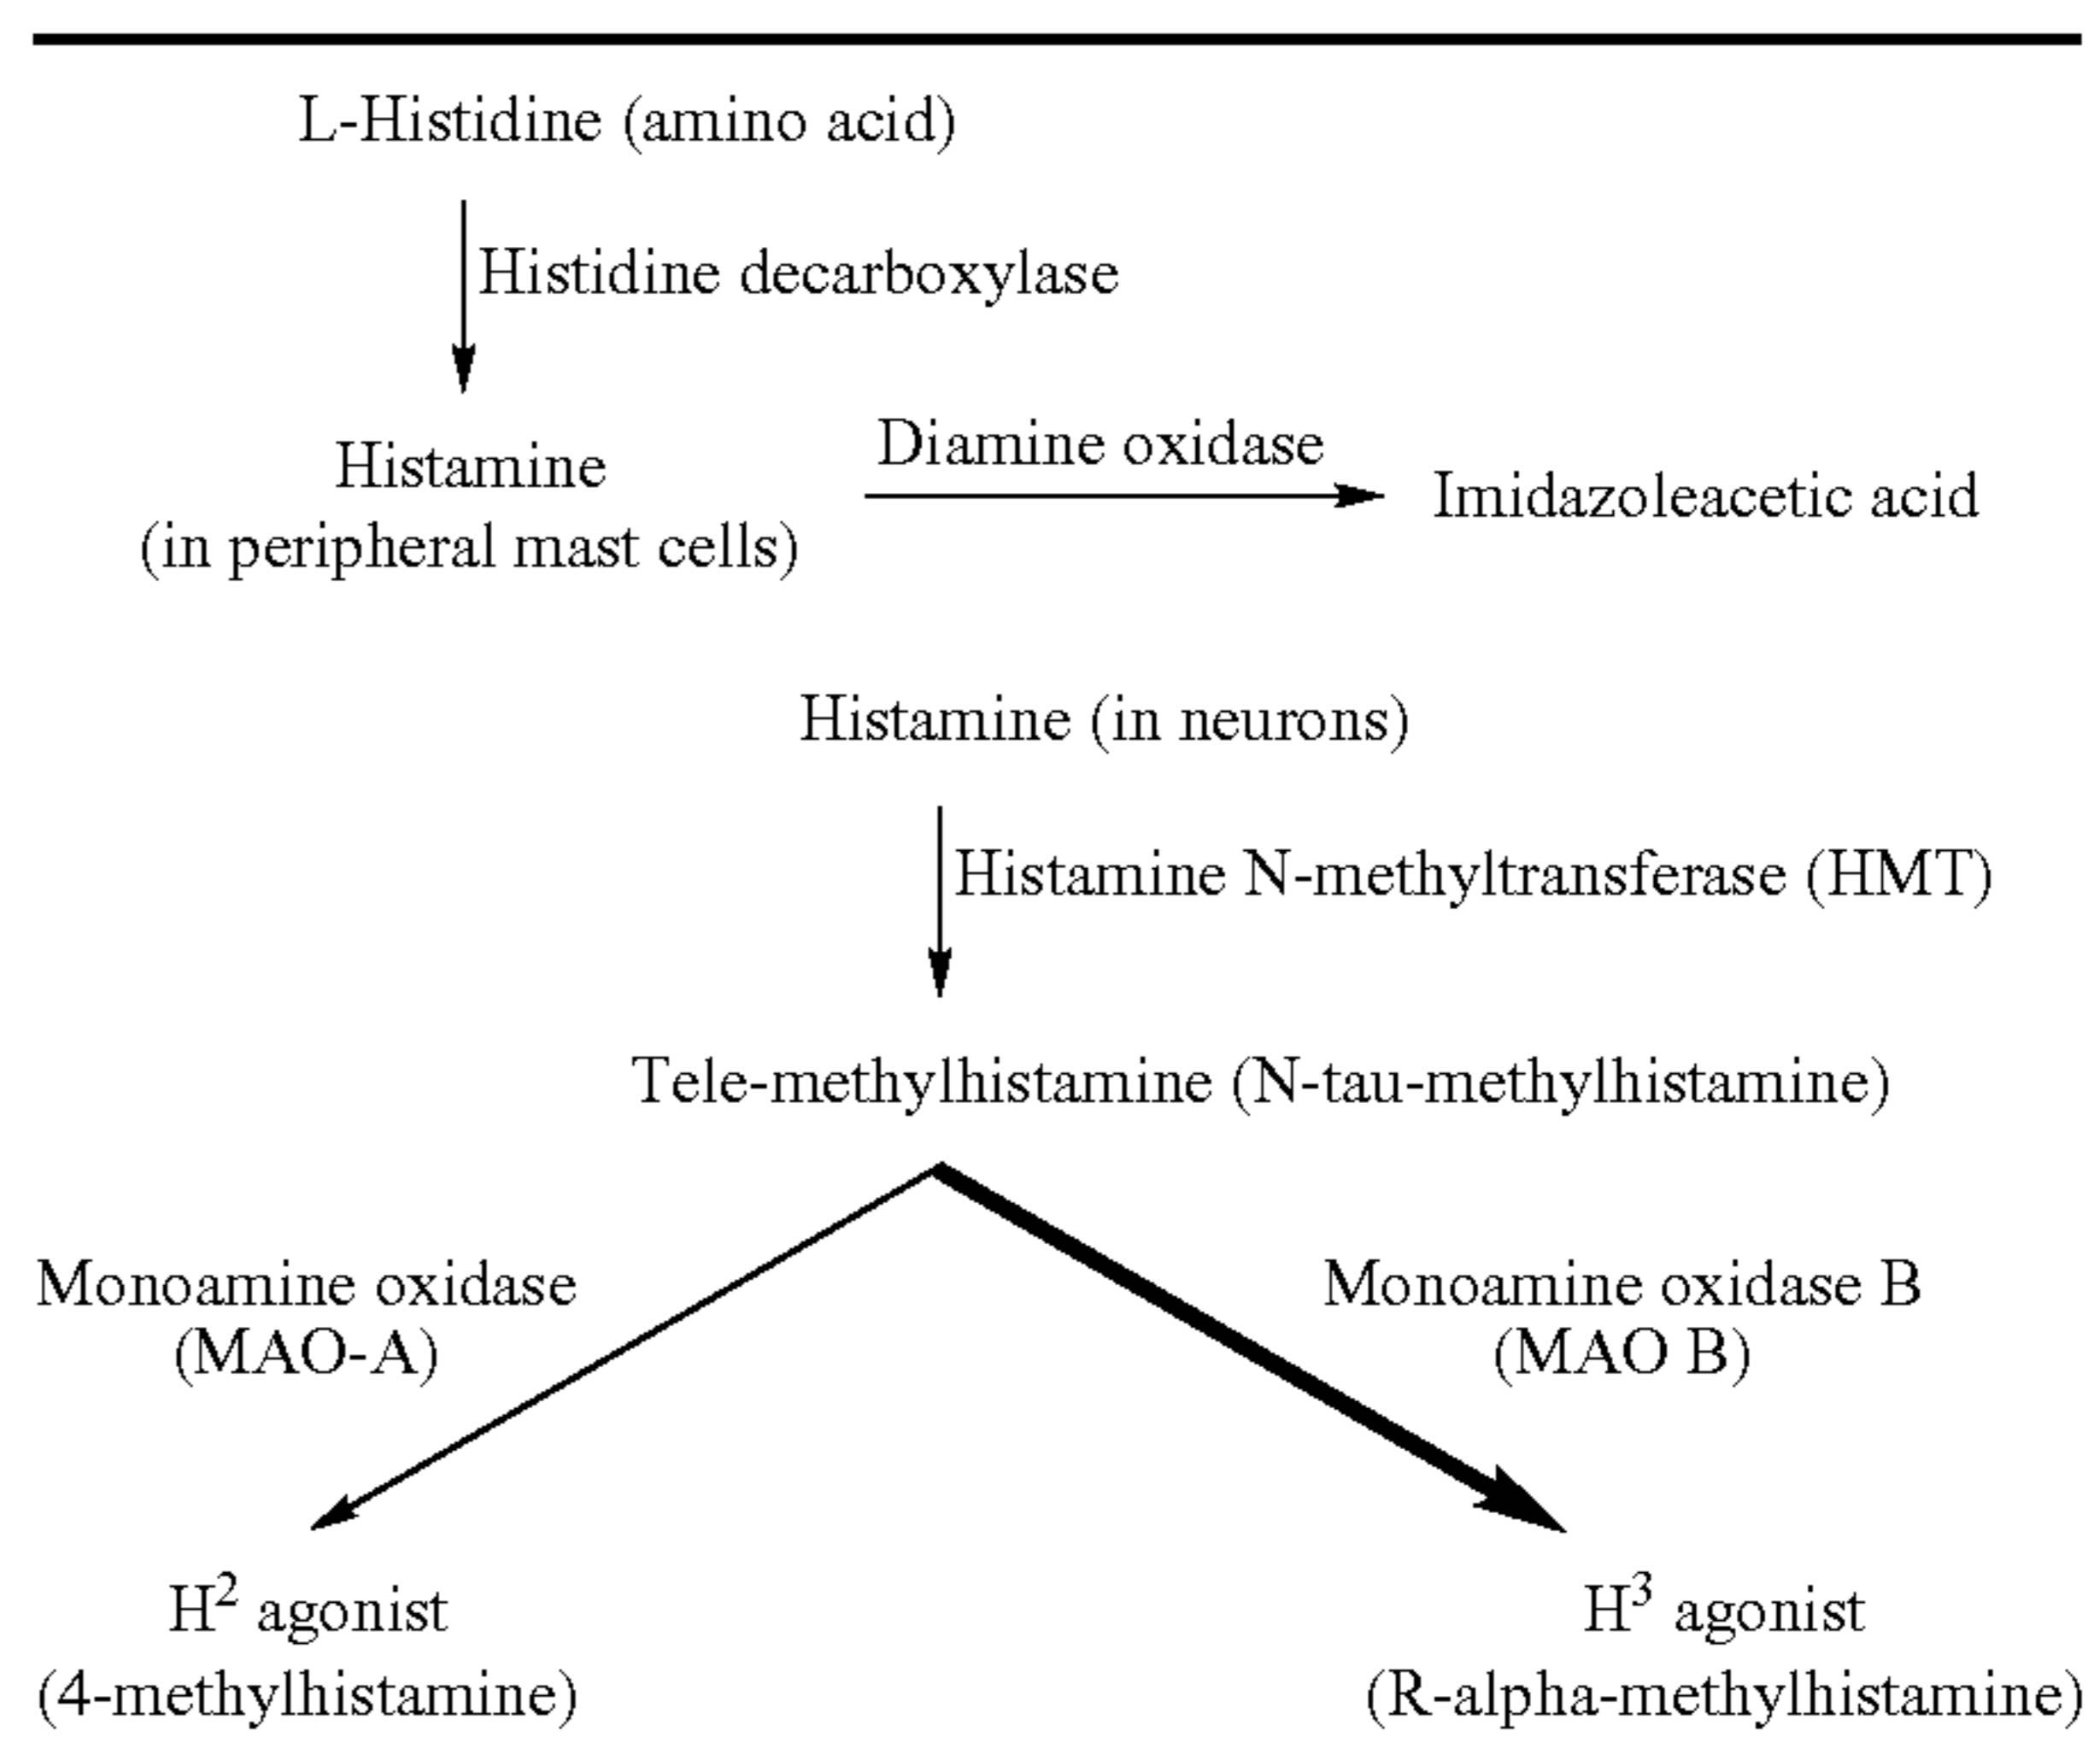 L-Histidine (amino acid)
Histidine decarboxylase
Histamine
(in peripheral mast cells)
Diamine oxidase
Imidazoleacetic acid
Histamine (in neurons)
Histamine N-methyltransferase (HMT)
Tele-methylhistamine (N-tau-methylhistamine)
Monoamine oxidase
(MAO-A)
Monoamine oxidase B
(MAO B)
H² agonist
(4-methylhistamine)
H³ agonist
(R-alpha-methylhistamine)